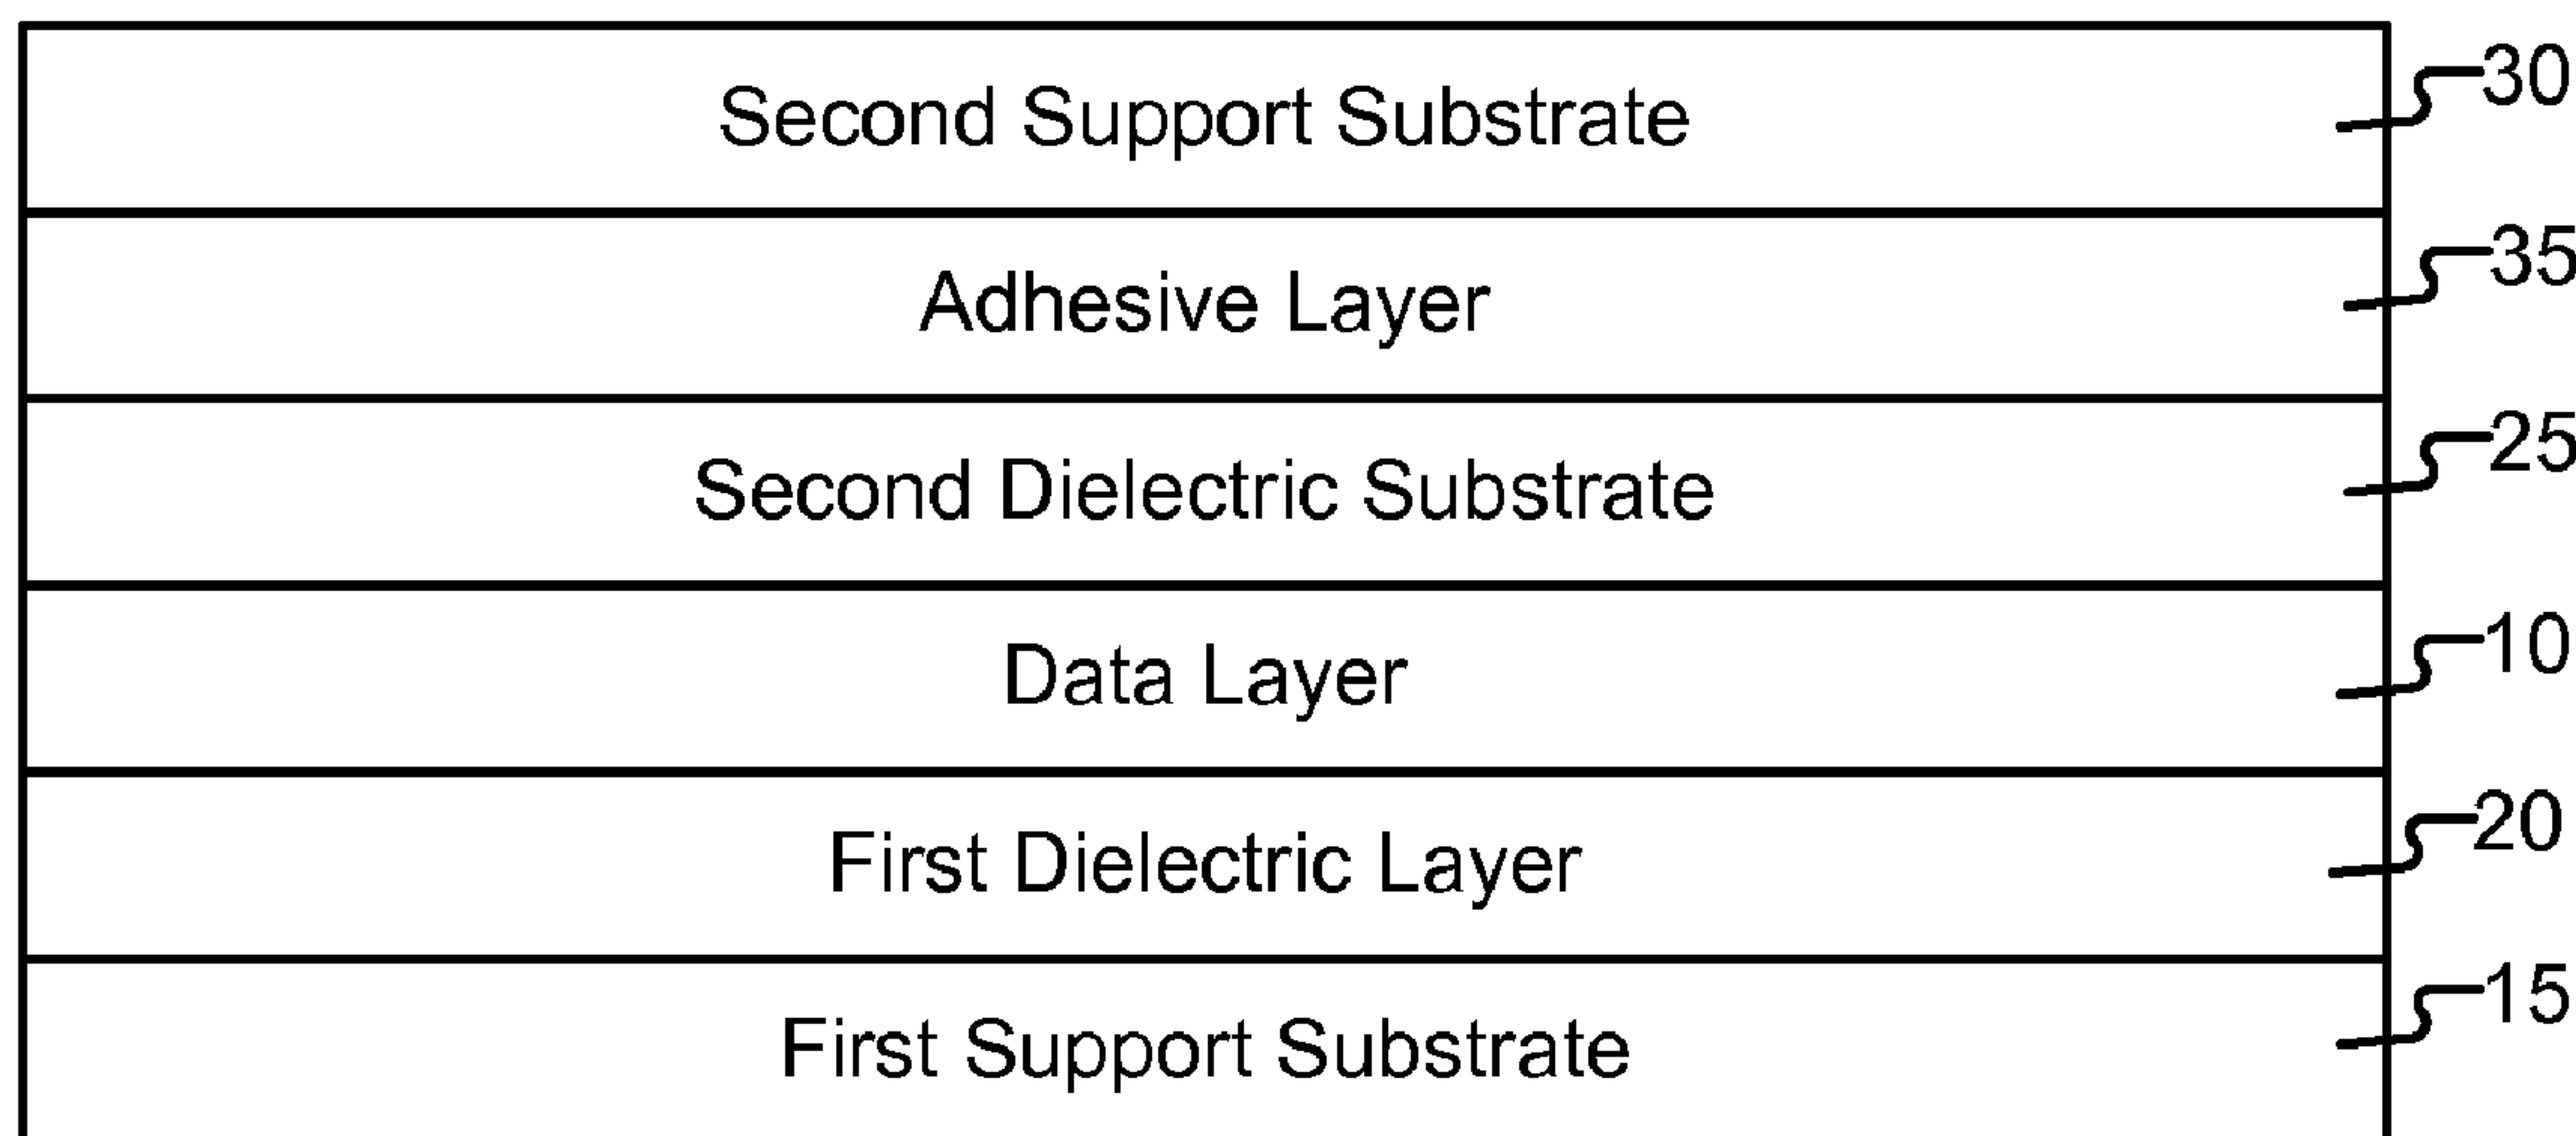 Second Support Substrate 30
Adhesive Layer 35
Second Dielectric Substrate 25
Data Layer 10
First Dielectric Layer 20
First Support Substrate 15